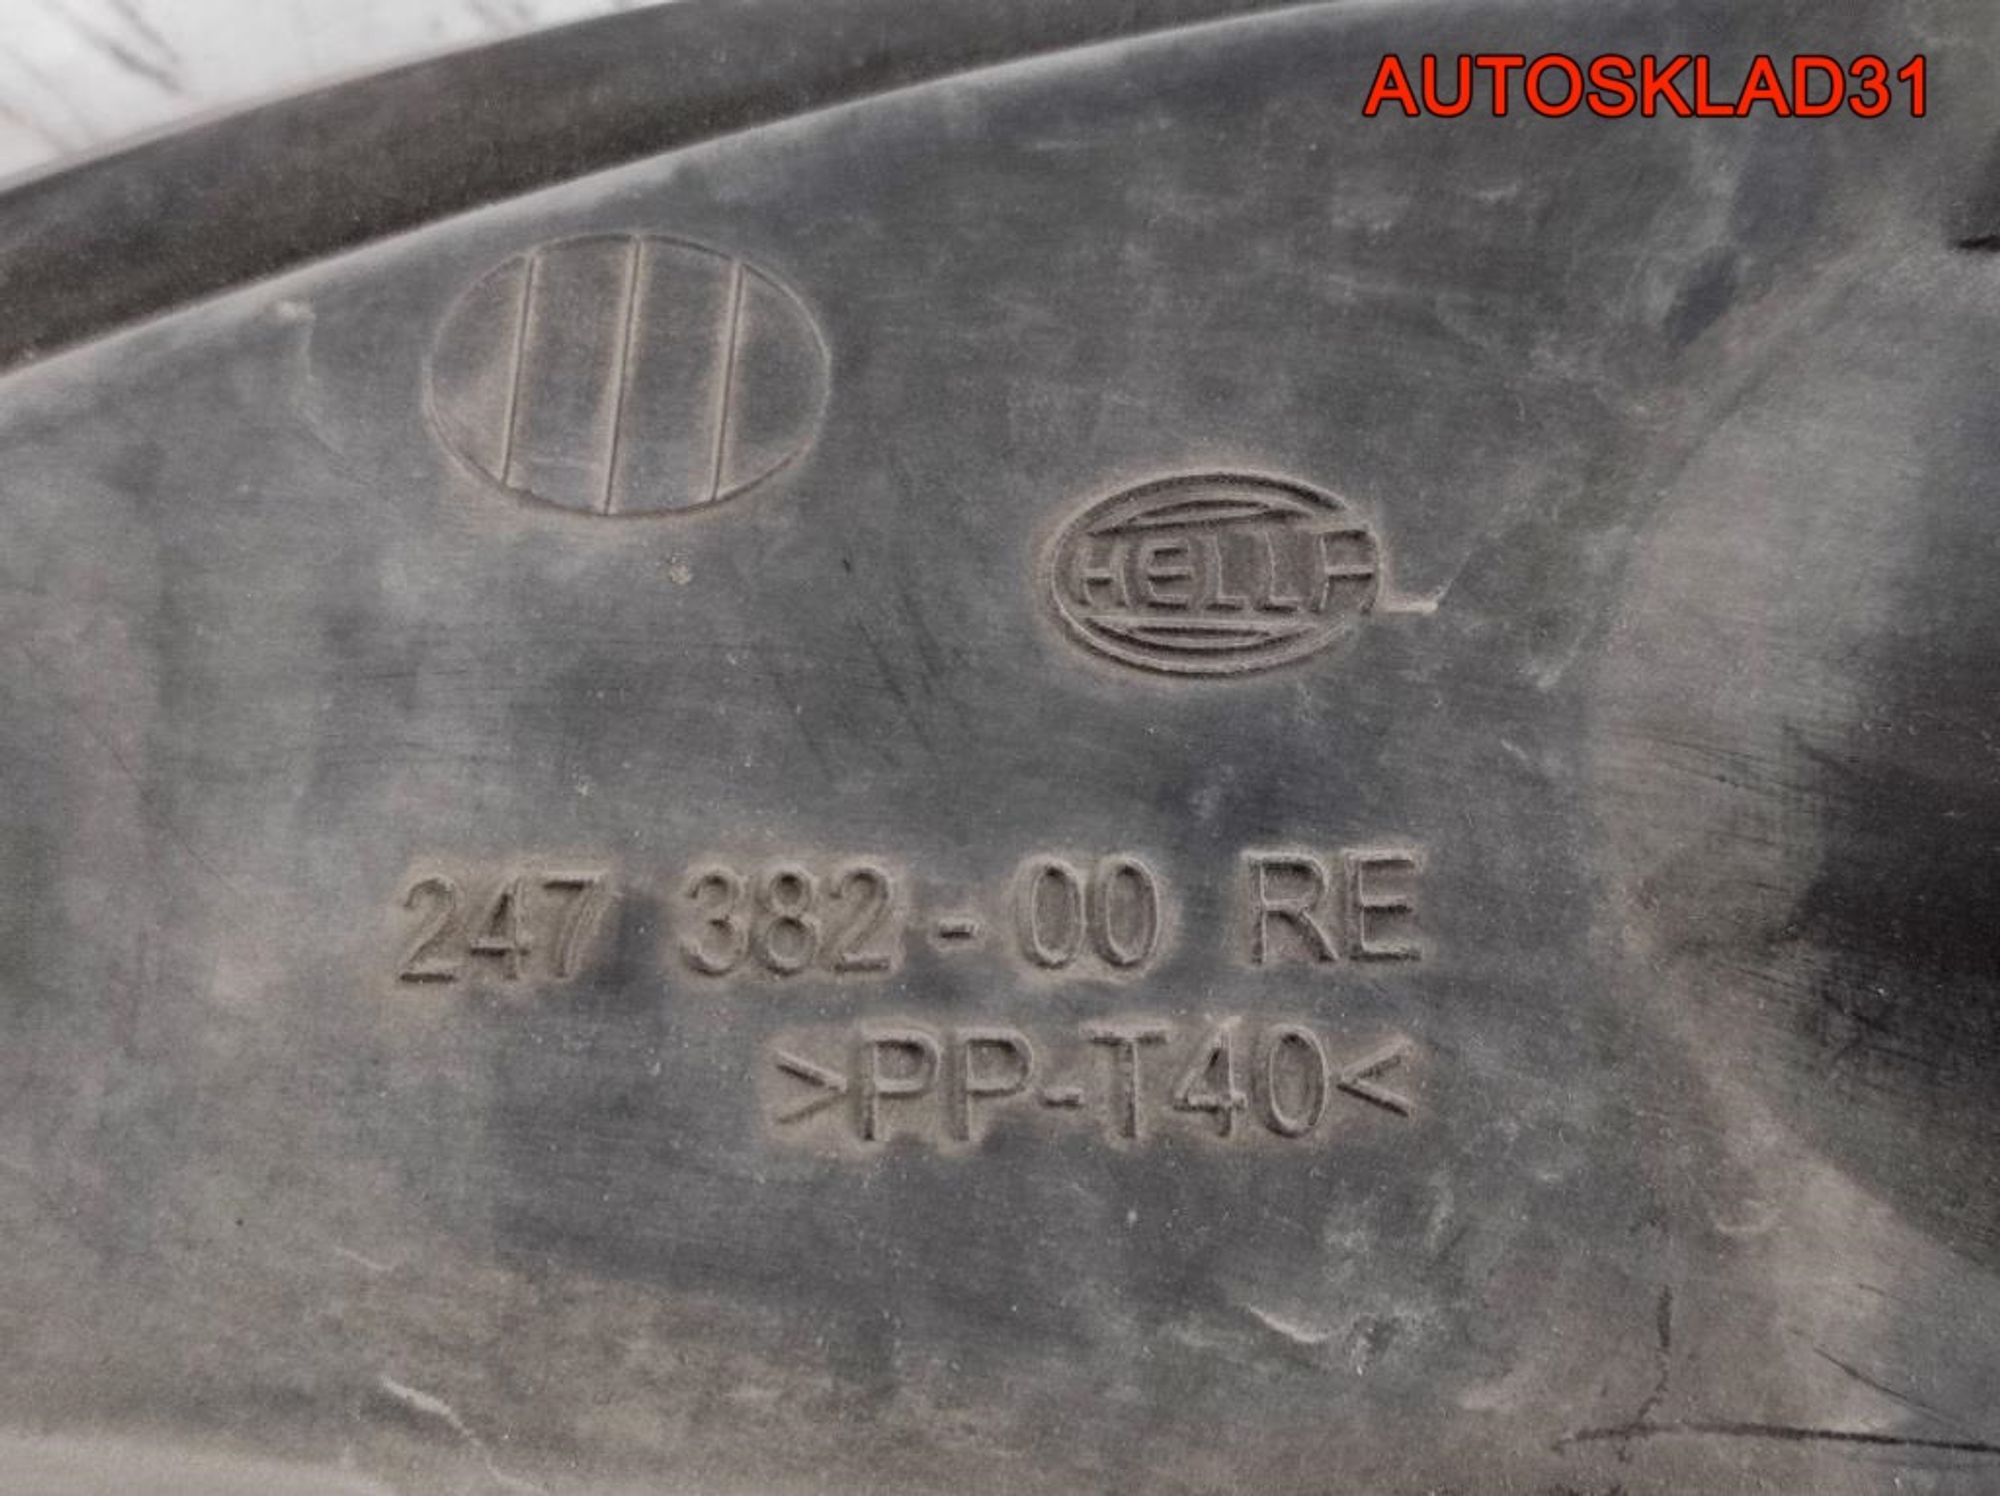 AUTOSKLAD31
HELLA
247 382-00 RE
>PP-T40<